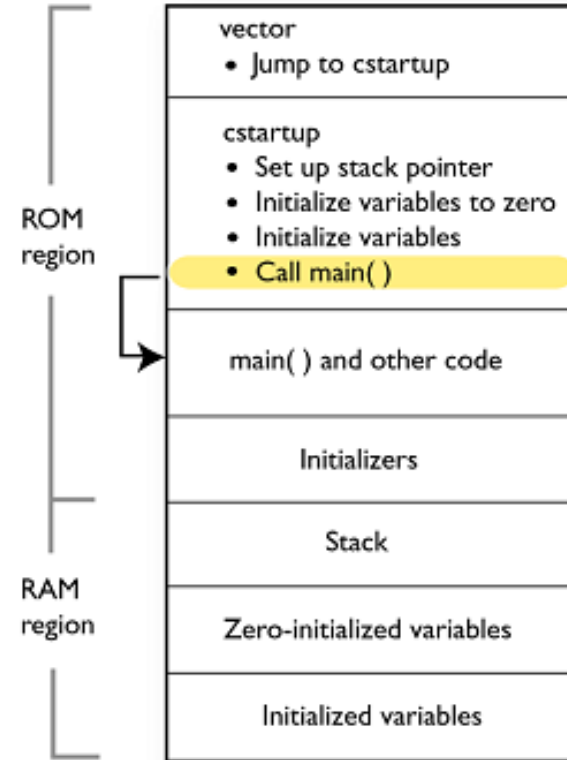 vector
• Jump to cstartup
cstartup
• Set up stack pointer
• Initialize variables to zero
• Initialize variables
• Call main( )
ROM
region
main( ) and other code
Initializers
Stack
RAM
region
Zero-initialized variables
Initialized variables